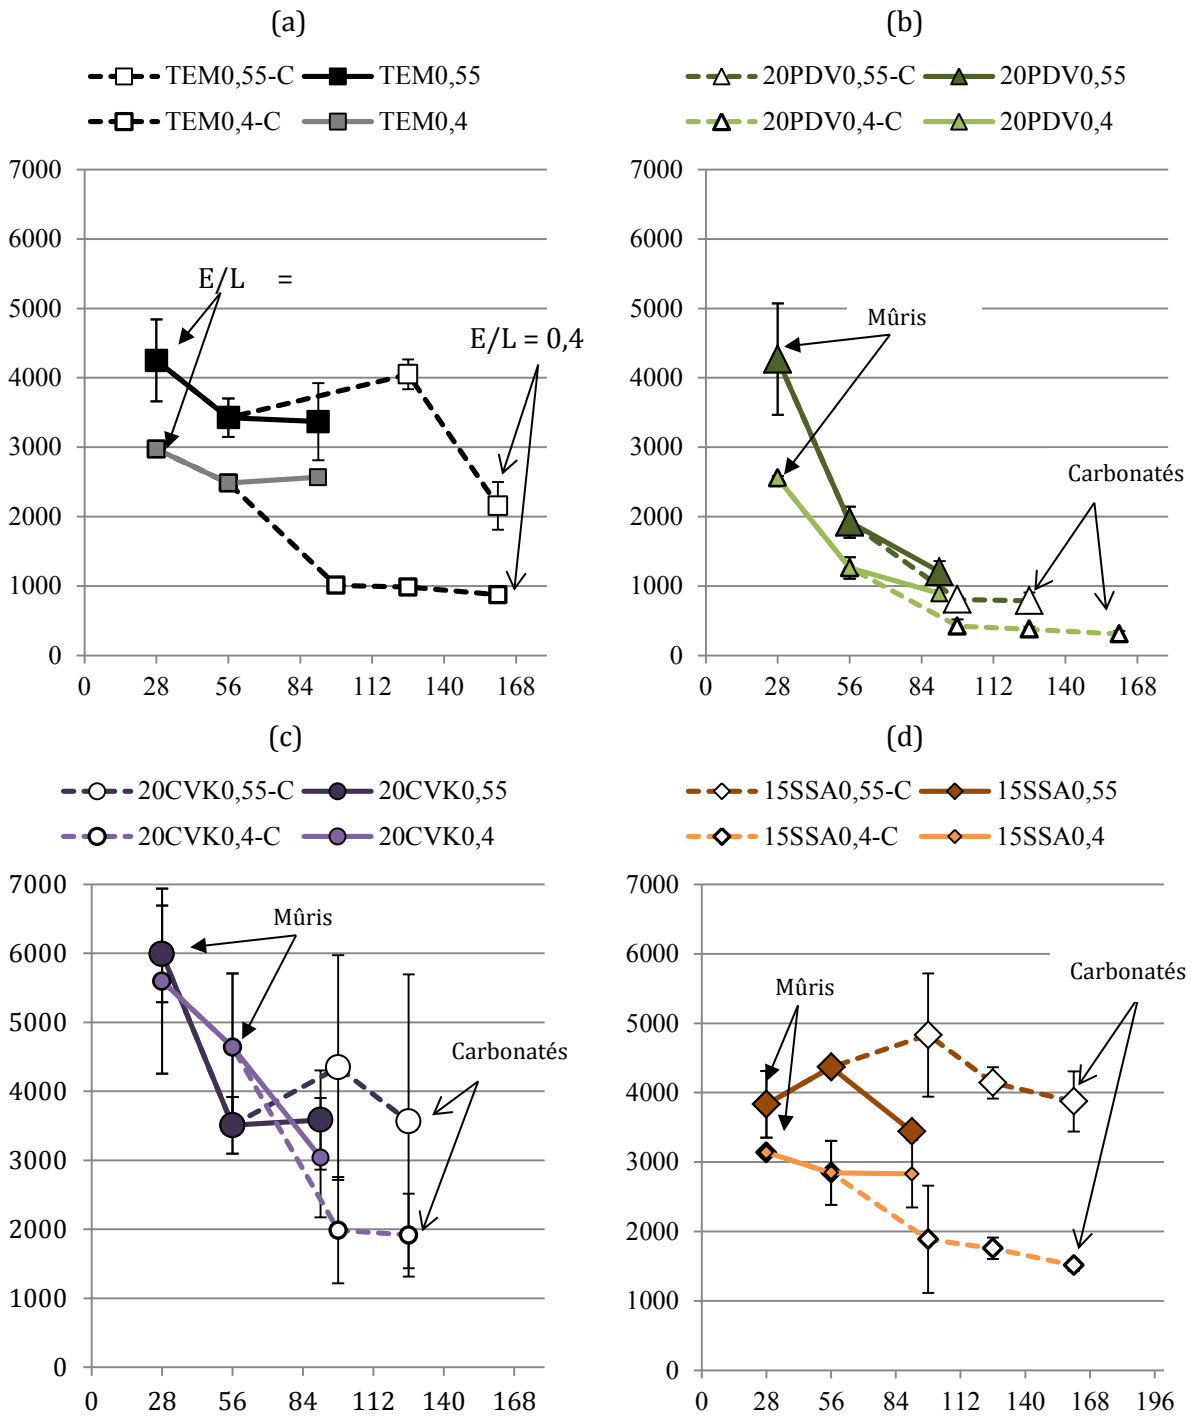 (a)
TEM0,55-C TEM0,55
TEM0,4-C TEM0,4
7000
6000
5000
4000
3000
2000
1000
0
0 28 56 84 112 140 168
E/L =
E/L = 0,4
(b)
20PDV0,55-C 20PDV0,55
20PDV0,4-C 20PDV0,4
7000
6000
5000
4000
3000
2000
1000
0
0 28 56 84 112 140 168
Mûris
Carbonatés
(c)
20CVK0,55-C 20CVK0,55
20CVK0,4-C 20CVK0,4
7000
6000
5000
4000
3000
2000
1000
0
0 28 56 84 112 140 168
Mûris
Carbonatés
(d)
15SSA0,55-C 15SSA0,55
15SSA0,4-C 15SSA0,4
7000
6000
5000
4000
3000
2000
1000
0
0 28 56 84 112 140 168 196
Mûris
Carbonatés